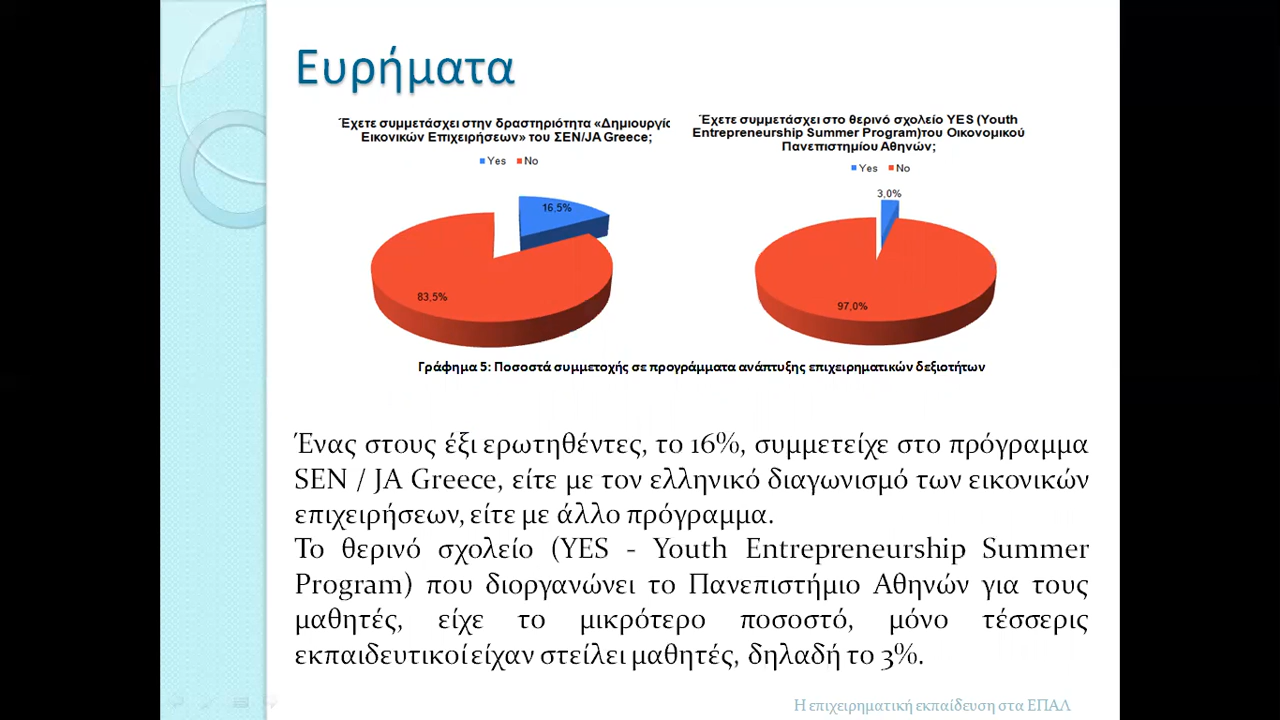 Ευρήματα
Έχετε συμμετάσχει στην δραστηριότητα «Δημιουργίc
Εικονικών Επιχειρήσεων» του ΣΕΝ/JA Greece;
Yes No
16,5%
83,5%
Έχετε συμμετάσχει στο θερινό σχολείο YES (Youth
Entrepreneurship Summer Program)του Οικονομικού
Πανεπιστημίου Αθηνών;
Yes No
3,0%
97,0%
Γράφημα 5: Ποσοστά συμμετοχής σε προγράμματα ανάπτυξης επιχειρηματικών δεξιοτήτων
Ένας στους έξι ερωτηθέντες, το 16%, συμμετείχε στο πρόγραμμα
SEN / JA Greece, είτε με τον ελληνικό διαγωνισμό των εικονικών
επιχειρήσεων, είτε με άλλο πρόγραμμα.
Το θερινό σχολείο (YES - Youth Entrepreneurship Summer
Program) που διοργανώνει το Πανεπιστήμιο Αθηνών για τους
μαθητές, είχε το μικρότερο ποσοστό, μόνο τέσσερις
εκπαιδευτικοί είχαν στείλει μαθητές, δηλαδή το 3%.
Η επιχειρηματική εκπαίδευση στα ΕΠΑΛ